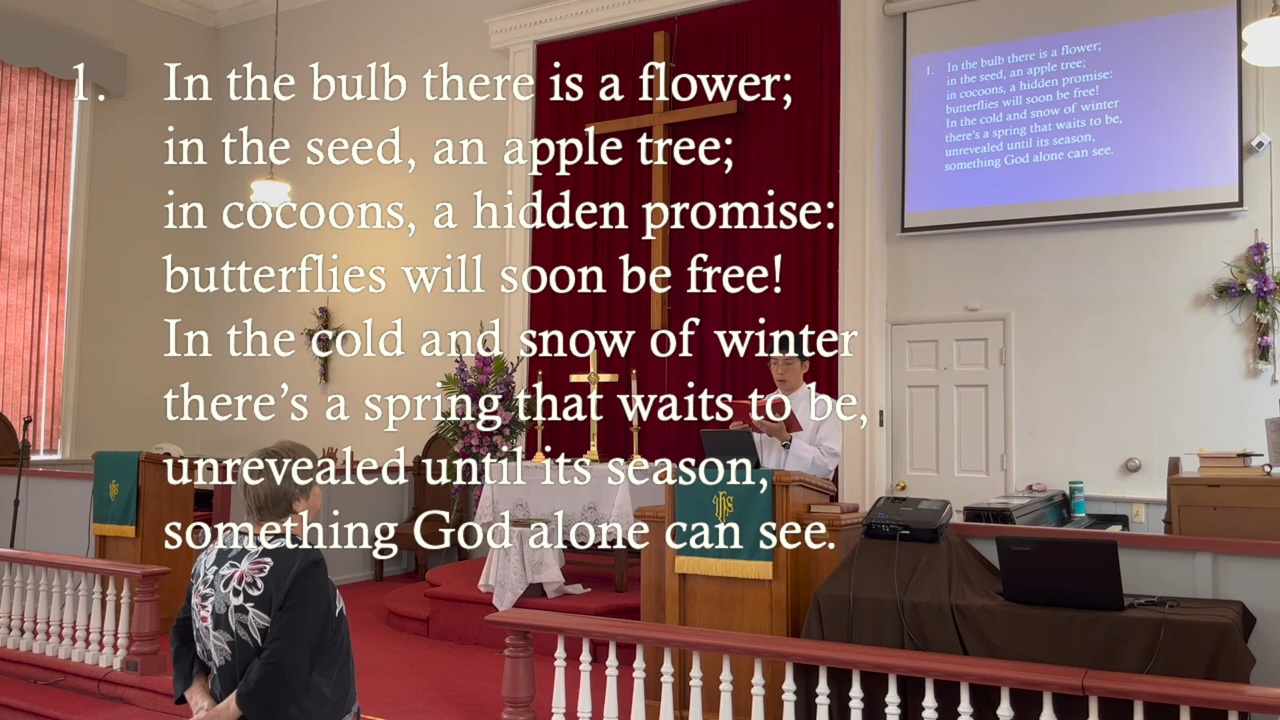 1. In the bulb there is a flower;
in the seed, an apple tree;
in cocoons, a hidden promise:
butterflies will soon be free!
In the cold and snow of winter
there’s a spring that waits to be,
unrevealed until its season,
something God alone can see.
1. In the bulb there is a flower;
in the seed, an apple tree;
in cocoons, a hidden promise:
butterflies will soon be free!
In the cold and snow of winter
there's a spring that waits to be,
unrevealed until its season,
something God alone can see.
ihs
ihs